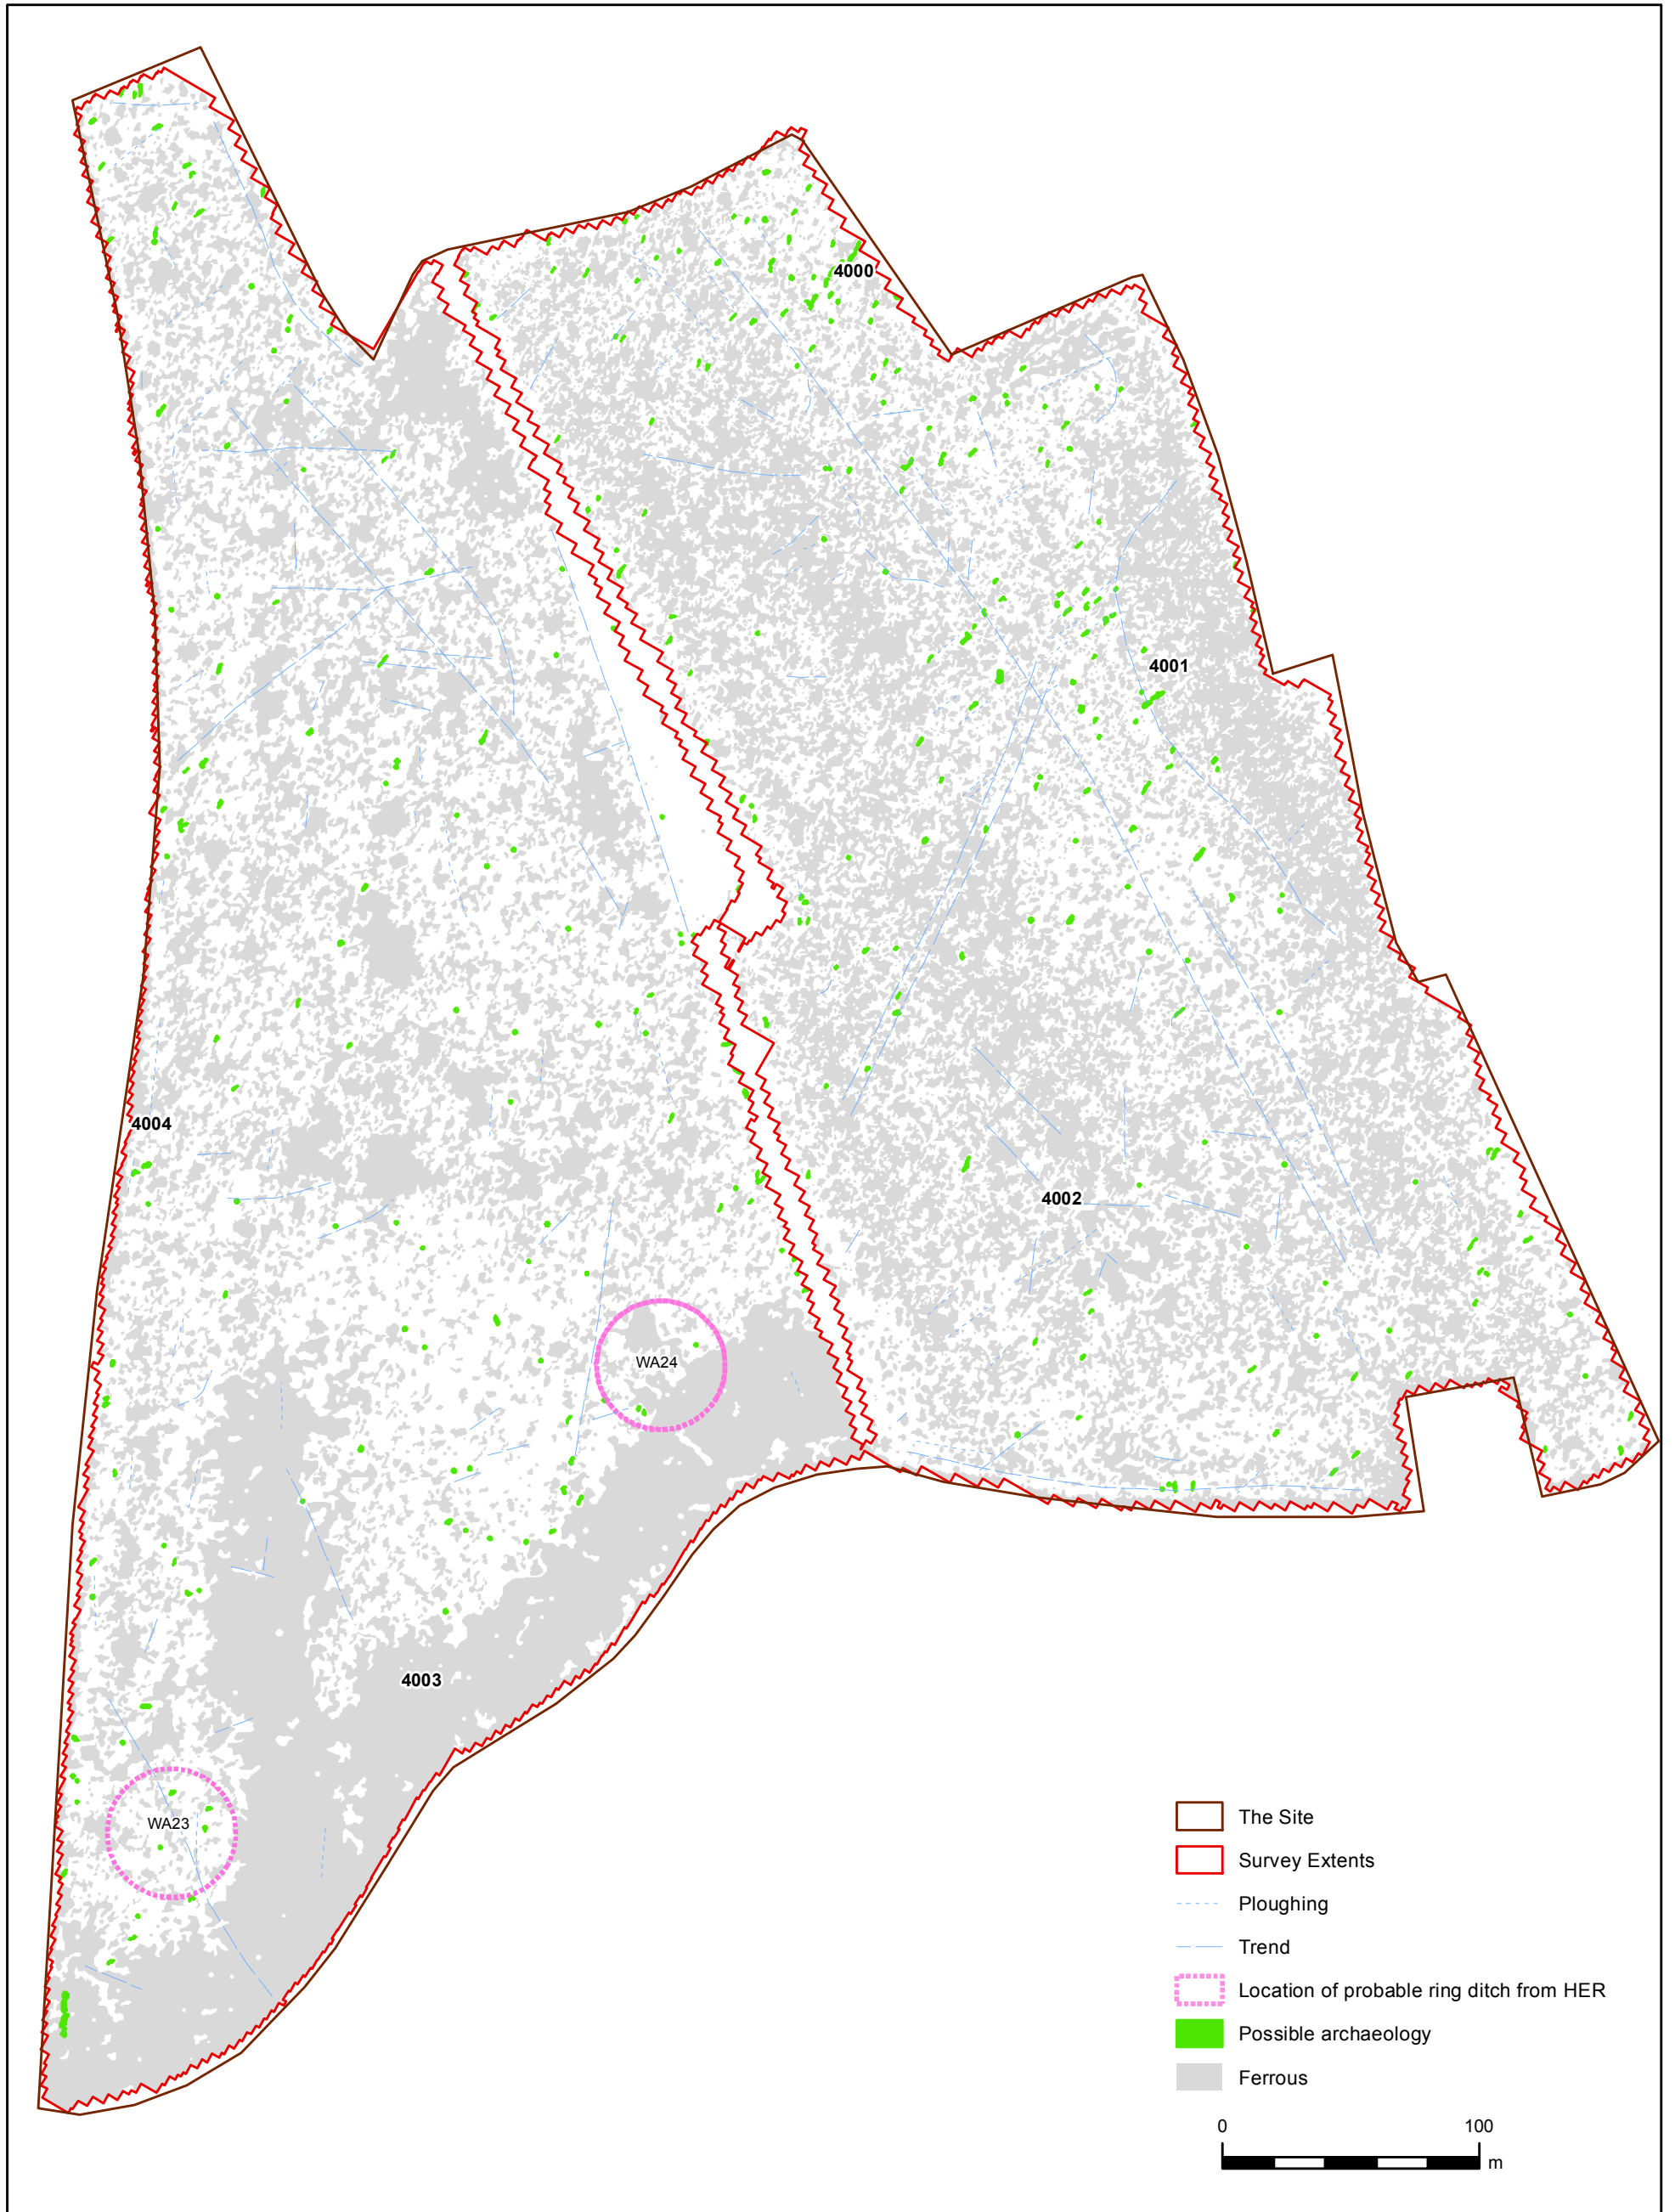 4000
4001
4004
4002
WA24
4003
WA23
The Site
Survey Extents
Ploughing
Trend
Location of probable ring ditch from HER
Possible archaeology
Ferrous
0 100
m